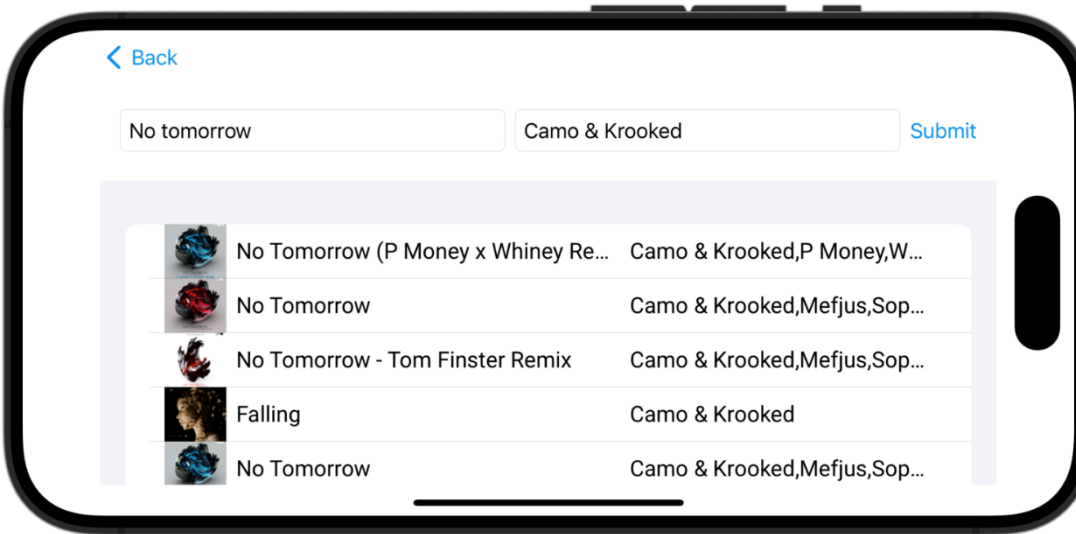 Back
No tomorrow Camo & Krooked Submit
No Tomorrow (P Money x Whiney Re... Camo & Krooked,P Money,W...
No Tomorrow Camo & Krooked,Mefjus,Sop...
No Tomorrow - Tom Finster Remix Camo & Krooked,Mefjus,Sop...
Falling Camo & Krooked
No Tomorrow Camo & Krooked,Mefjus,Sop...